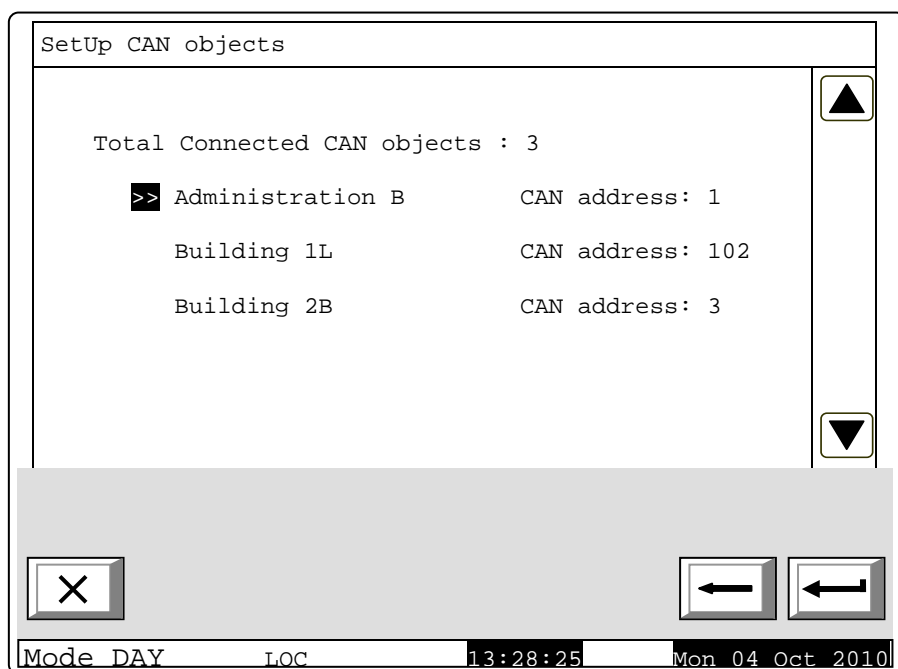 SetUp CAN objects
Total Connected CAN objects : 3
>> Administration B CAN address: 1
Building 1L CAN address: 102
Building 2B CAN address: 3
Mode DAY LOC 13:28:25 Mon 04 Oct 2010